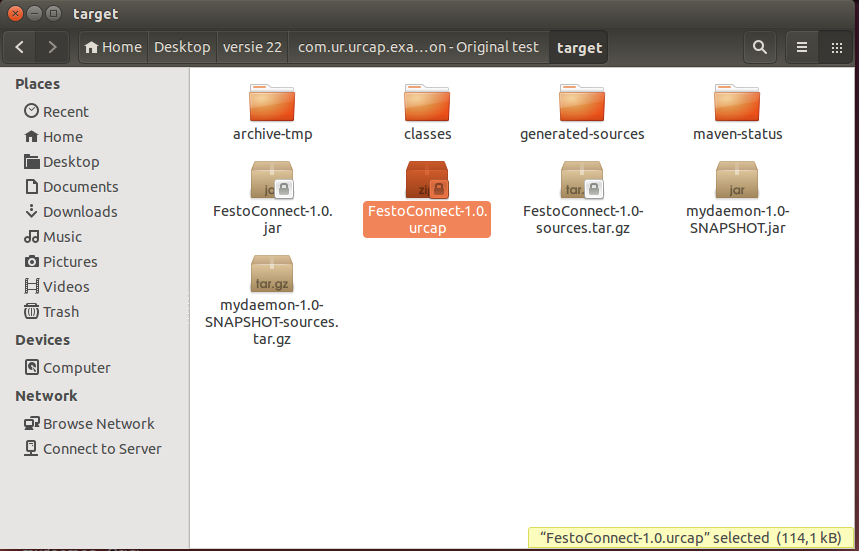 target
Home Desktop versie 22 com.ur.urcap.exa…on - Original test target
Places
Recent
Home
Desktop
Documents
Downloads
Music
Pictures
Videos
Trash
Devices
Computer
Network
Browse Network
Connect to Server
archive-tmp
classes
generated-sources
maven-status
jar
FestoConnect-1.0.
jar
zip
FestoConnect-1.0.
urcap
tar.gz
FestoConnect-1.0-
sources.tar.gz
jar
mydaemon-1.0-
SNAPSHOT.jar
tar.gz
mydaemon-1.0-
SNAPSHOT-sources.
tar.gz
“FestoConnect-1.0.urcap” selected (114,1 kB)